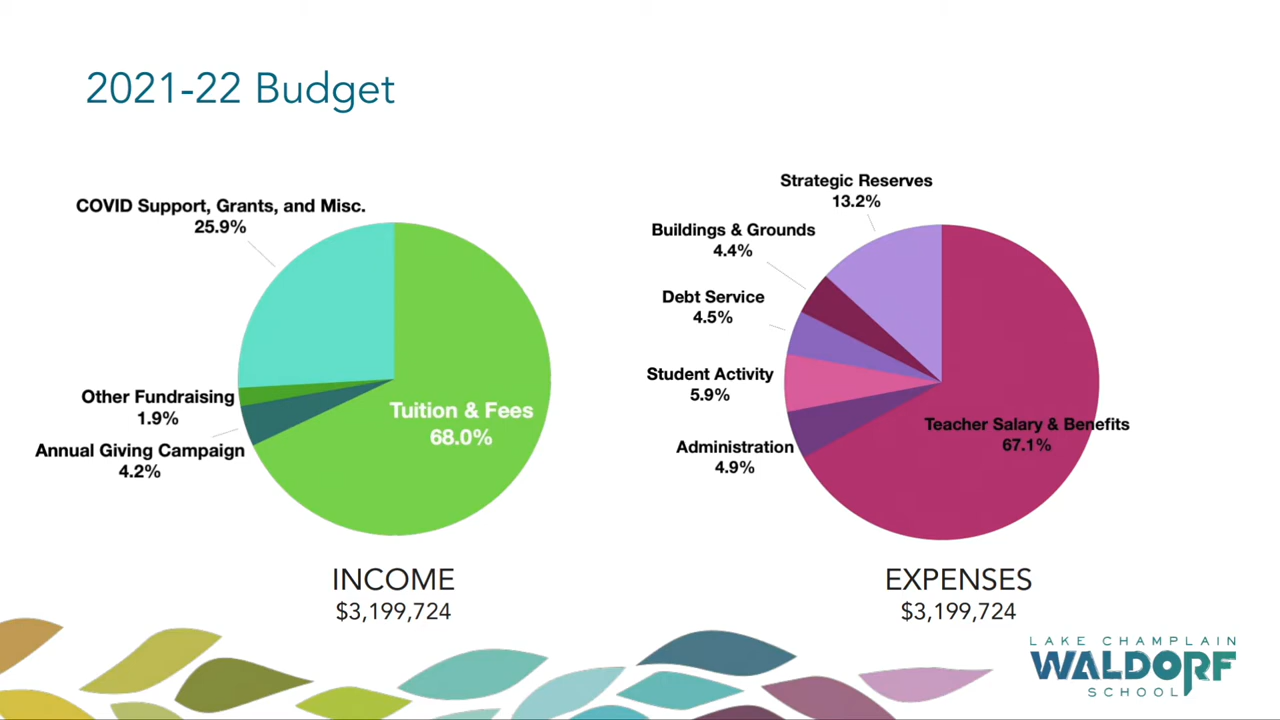 2021-22 Budget
COVID Support, Grants, and Misc.
25.9%
Other Fundraising
1.9%
Annual Giving Campaign
4.2%
Tuition & Fees
68.0%
INCOME
$3,199,724
Strategic Reserves
13.2%
Buildings & Grounds
4.4%
Debt Service
4.5%
Student Activity
5.9%
Administration
4.9%
Teacher Salary & Benefits
67.1%
EXPENSES
$3,199,724
LAKE CHAMPLAIN
WALDORF
SCHOOL